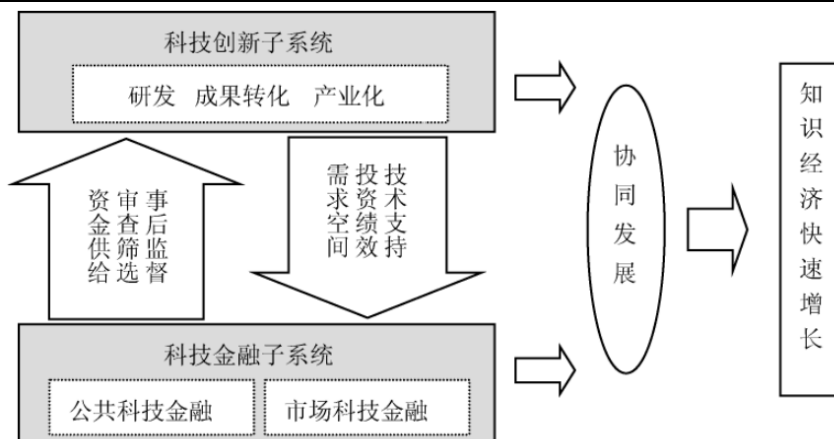 科技创新子系统
研发 成果转化 产业化
资金供给
审查筛选
事后监督
需求空间
投资绩效
技术支持
协同发展
知识经济快速增长
科技金融子系统
公共科技金融
市场科技金融